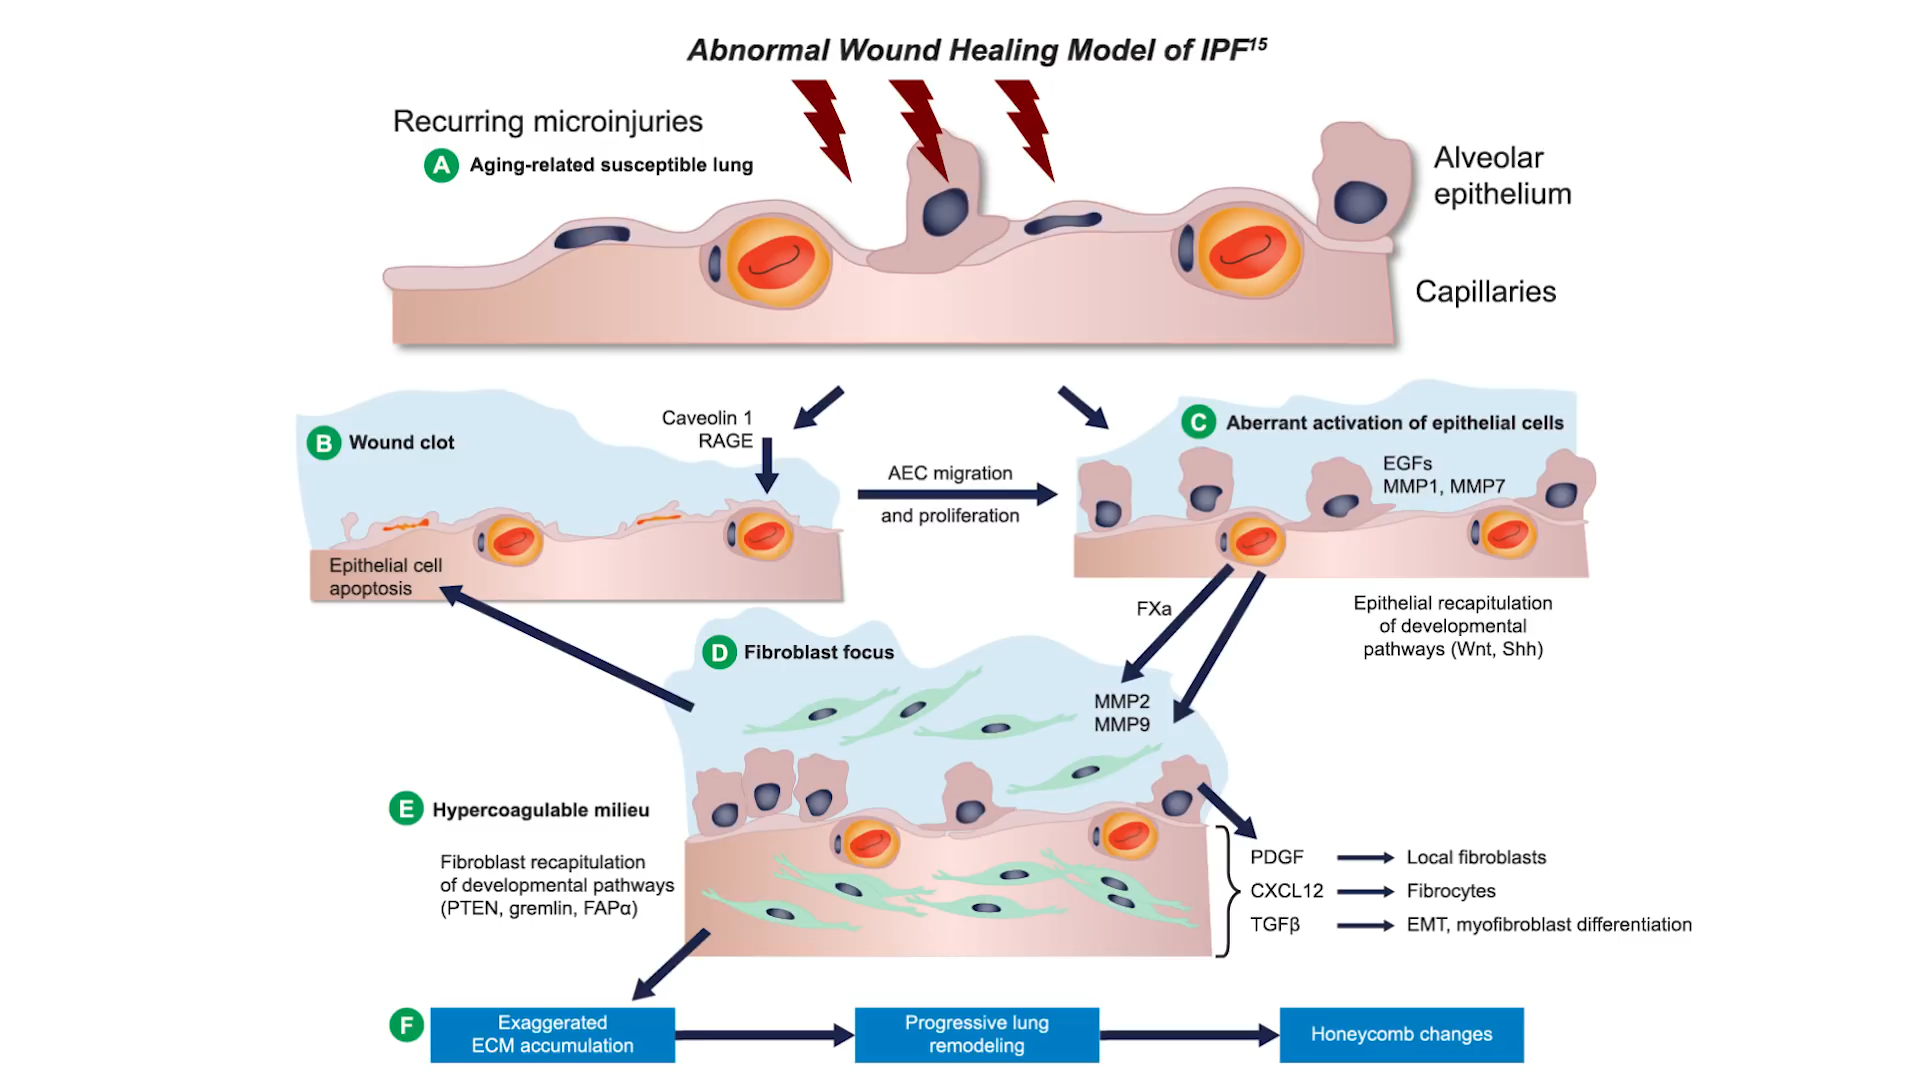 Abnormal Wound Healing Model of IPF15
Recurring microinjuries
A Aging-related susceptible lung
Alveolar
epithelium
Capillaries
B Wound clot
Caveolin 1
RAGE
AEC migration
and proliferation
C Aberrant activation of epithelial cells
EGFs
MMP1, MMP7
Epithelial cell
apoptosis
FXa
Epithelial recapitulation
of developmental
pathways (Wnt, Shh)
D Fibroblast focus
MMP2
MMP9
E Hypercoagulable milieu
Fibroblast recapitulation
of developmental pathways
(PTEN, gremlin, FAPα)
PDGF Local fibroblasts
CXCL12 Fibrocytes
TGFβ EMT, myofibroblast differentiation
F
Exaggerated
ECM accumulation
Progressive lung
remodeling
Honeycomb changes